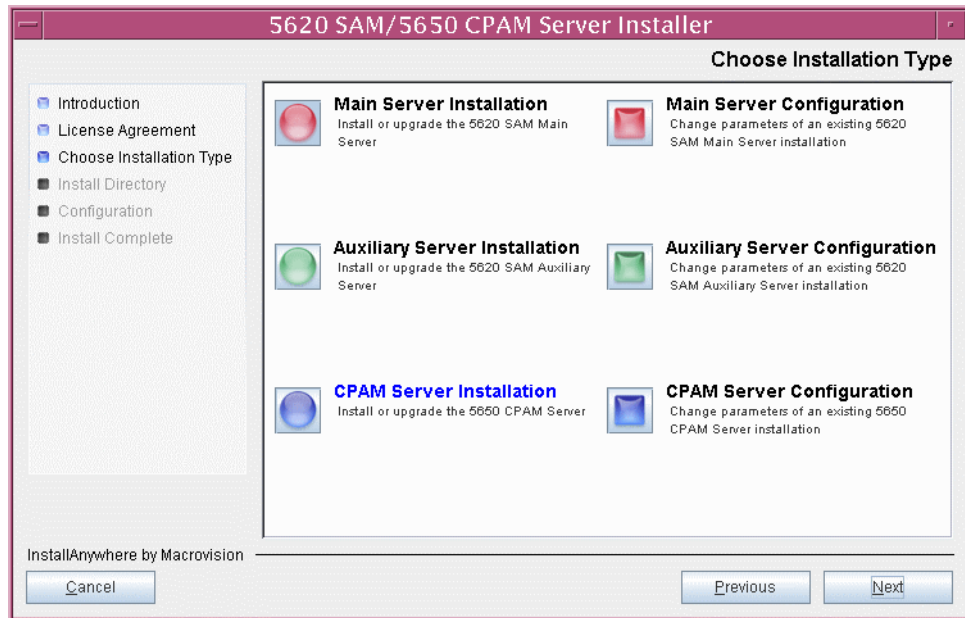 5620 SAM/5650 CPAM Server Installer
Choose Installation Type
Introduction
License Agreement
Choose Installation Type
Install Directory
Configuration
Install Complete
Main Server Installation
Install or upgrade the 5620 SAM Main
Server
Main Server Configuration
Change parameters of an existing 5620
SAM Main Server installation
Auxiliary Server Installation
Install or upgrade the 5620 SAM Auxiliary
Server
Auxiliary Server Configuration
Change parameters of an existing 5620
SAM Auxiliary Server installation
CPAM Server Installation
Install or upgrade the 5650 CPAM Server
CPAM Server Configuration
Change parameters of an existing 5650
CPAM Server installation
InstallAnywhere by Macrovision
Cancel
Previous
Next